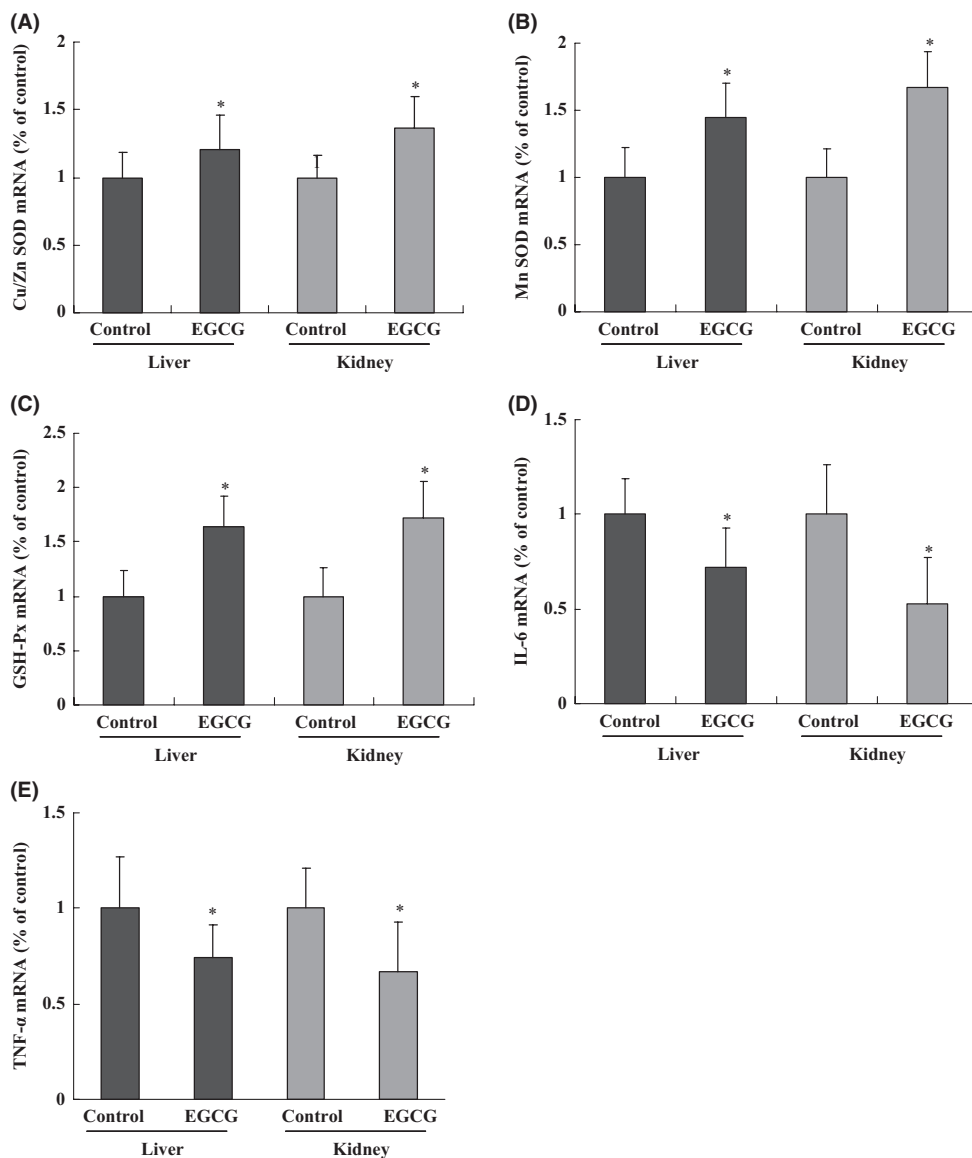 (A)
Cu/Zn SOD mRNA (% of control)
2
1.5
1
0.5
0
*
*
Control EGCG Control EGCG
Liver Kidney
(B)
Mn SOD mRNA (% of control)
2
1.5
1
0.5
0
*
*
Control EGCG Control EGCG
Liver Kidney
(C)
GSH-Px mRNA (% of control)
2.5
2
1.5
1
0.5
0
*
*
Control EGCG Control EGCG
Liver Kidney
(D)
IL-6 mRNA (% of control)
1.5
1
0.5
0
*
*
Control EGCG Control EGCG
Liver Kidney
(E)
TNF-α mRNA (% of control)
1.5
1
0.5
0
*
*
Control EGCG Control EGCG
Liver Kidney